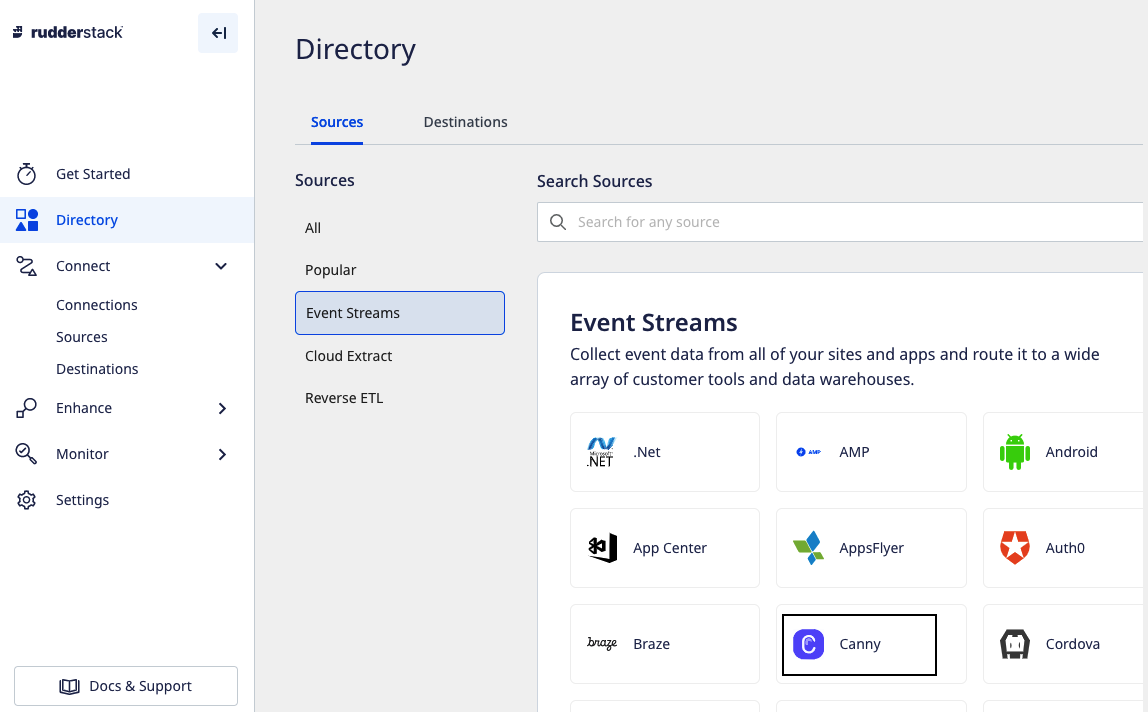 rudderstack
Directory
Sources
Destinations
Get Started
Directory
Connect
Connections
Sources
Destinations
Enhance
Monitor
Settings
Docs & Support
Sources
All
Popular
Event Streams
Cloud Extract
Reverse ETL
Search Sources
Search for any source
Event Streams
Collect event data from all of your sites and apps and route it to a wide
array of customer tools and data warehouses.
Microsoft
.NET
.Net
AMP
AMP
Android
App Center
AppsFlyer
Auth0
braze
Braze
C
Canny
Cordova